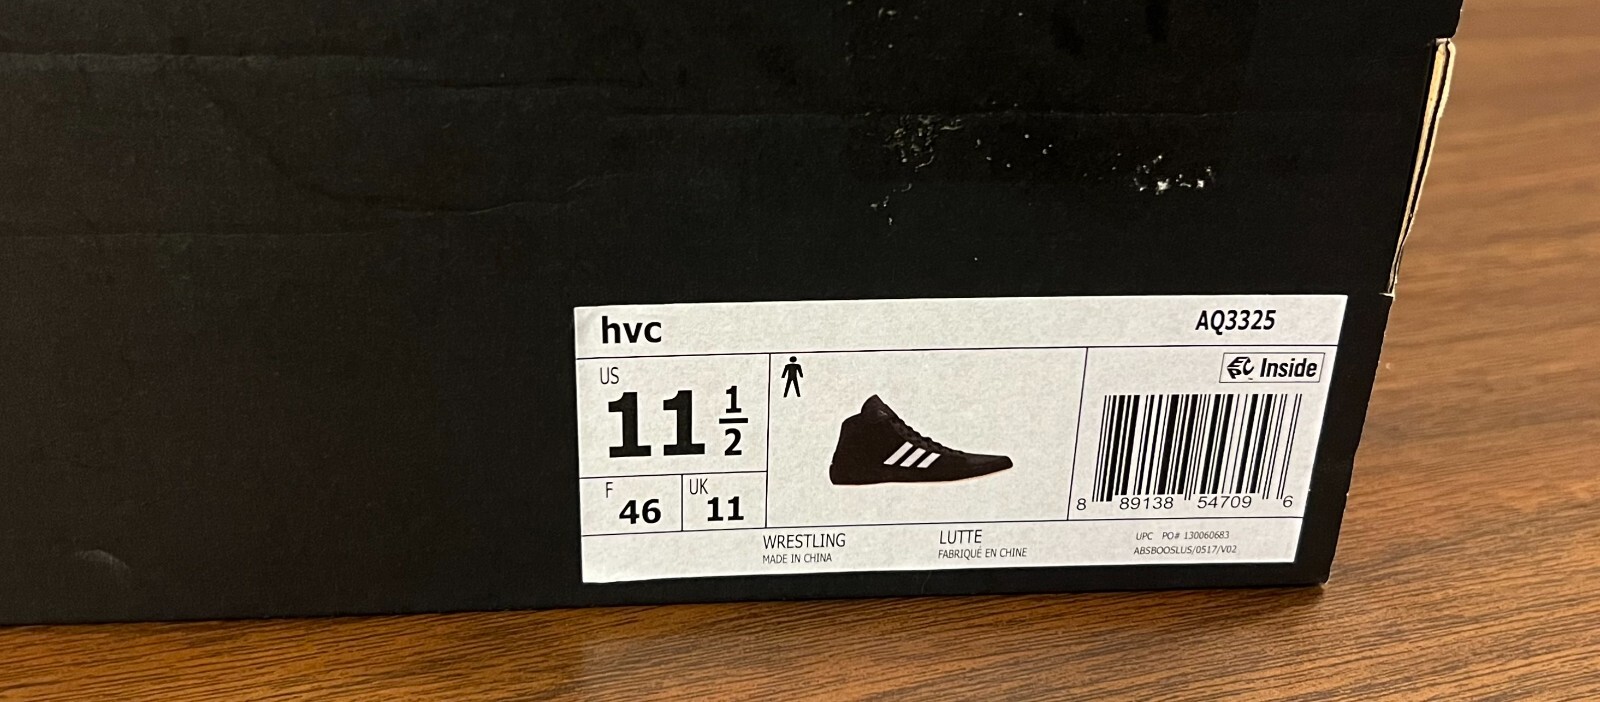 hvc
AQ3325
US
11 1/2
F
46
UK
11
Inside
8 89138 54709 6
WRESTLING
MADE IN CHINA
LUTTE
FABRIQUÉ EN CHINE
UPC PO# 130060683
ABSBOOSLUS/0517/V02